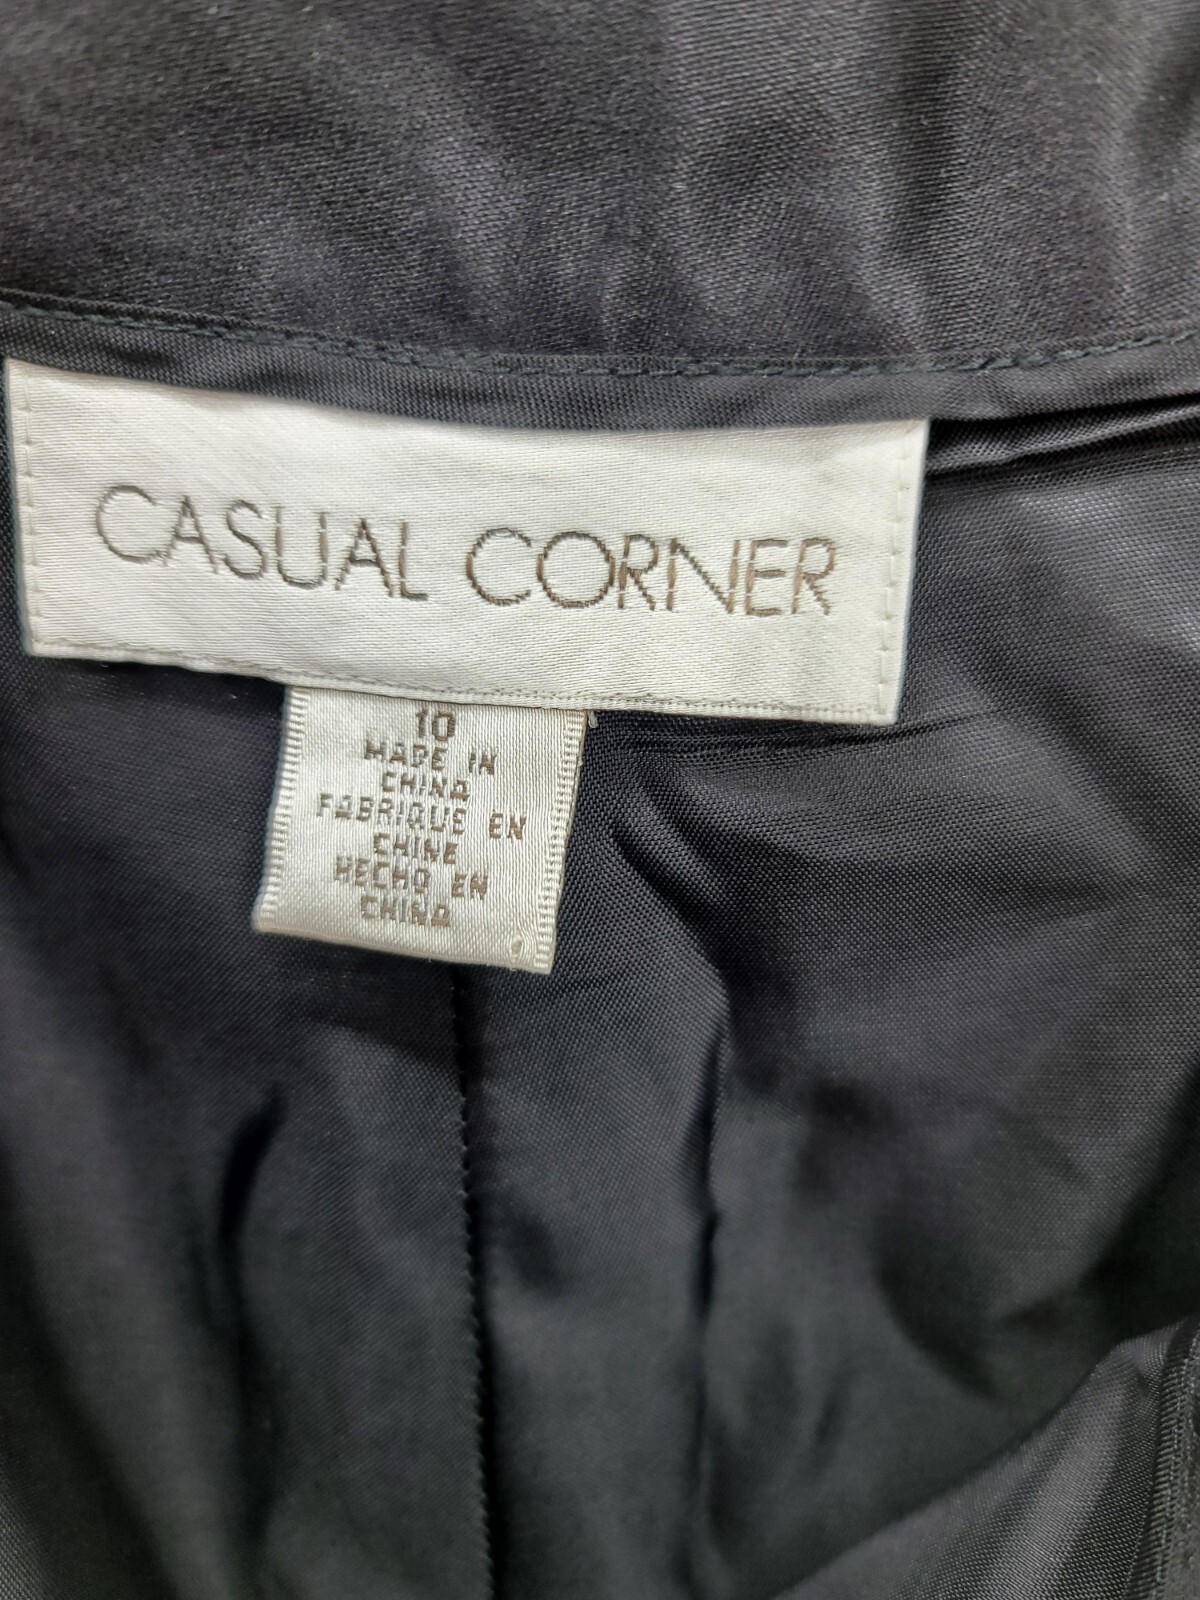 CASUAL CORNER
10
MADE IN
CHINA
FABRIQUE EN
CHINE
HECHO EN
CHINA